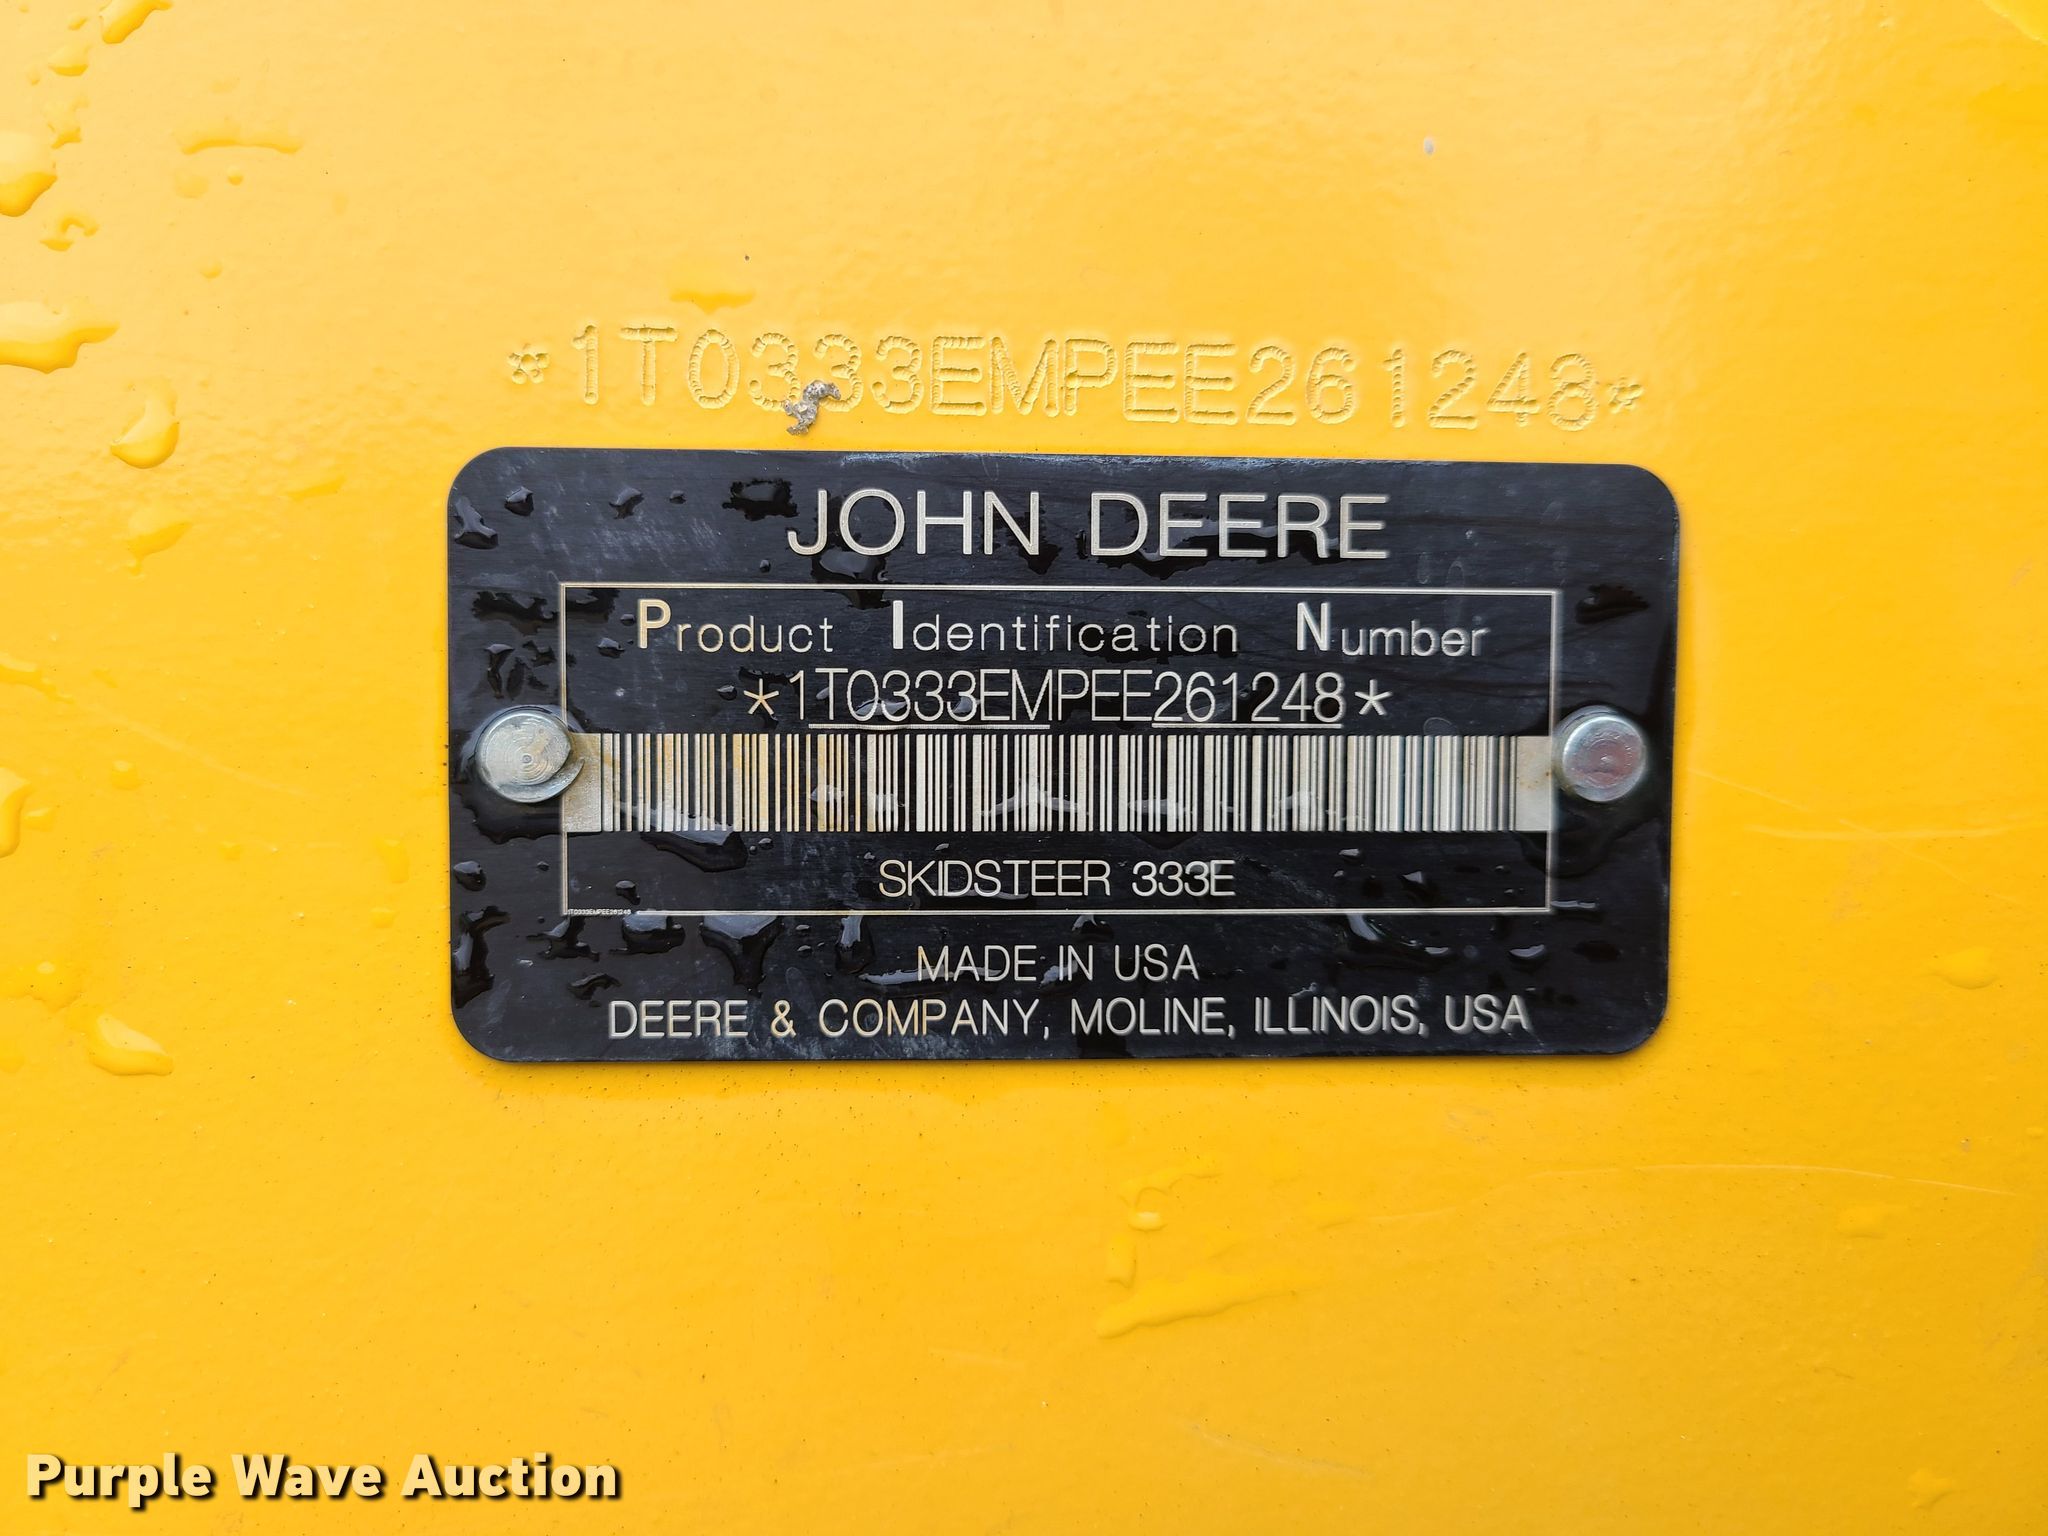 *1T0333EMPEE261248*
JOHN DEERE
Product Identification Number
*1T0333EMPEE261248*
SKIDSTEER 333E
1T0333EMPEE261248
MADE IN USA
DEERE & COMPANY, MOLINE, ILLINOIS, USA
Purple Wave Auction